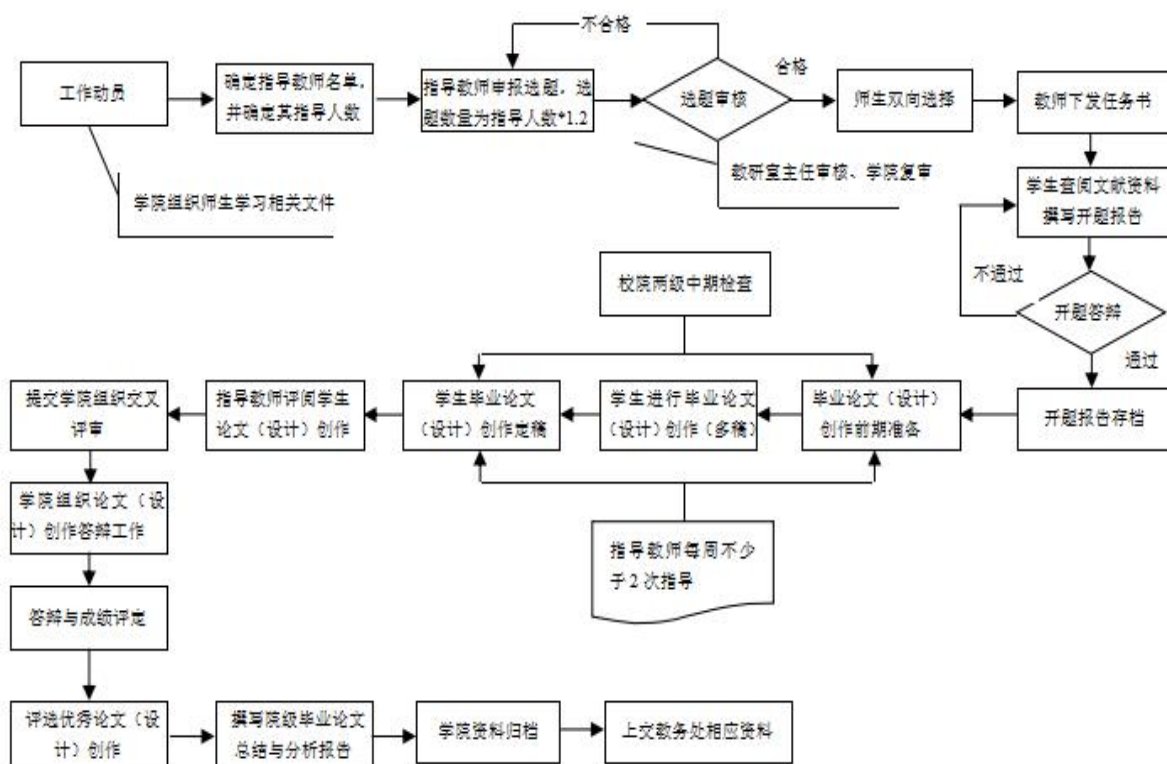 不合格
工作动员
确定指导教师名单,
并确定其指导人数
指导教师申报选题, 选
题数量为指导人数*1.2
选题审核
合格
师生双向选择
教师下发任务书
学院组织师生学习相关文件
教研室主任审核、学院复审
学生查阅文献资料
撰写开题报告
不通过
开题答辩
通过
校院两级中期检查
提交学院组织交叉
评审
指导教师评阅学生
论文（设计）创作
学生毕业论文
（设计）创作定稿
学生进行毕业论文
（设计）创作（多稿）
毕业论文（设计）
创作前期准备
开题报告存档
学院组织论文（设
计）创作答辩工作
指导教师每周不少
于2次指导
答辩与成绩评定
评选优秀论文（设
计）创作
撰写院级毕业论文
总结与分析报告
学院资料归档
上交教务处相应资料